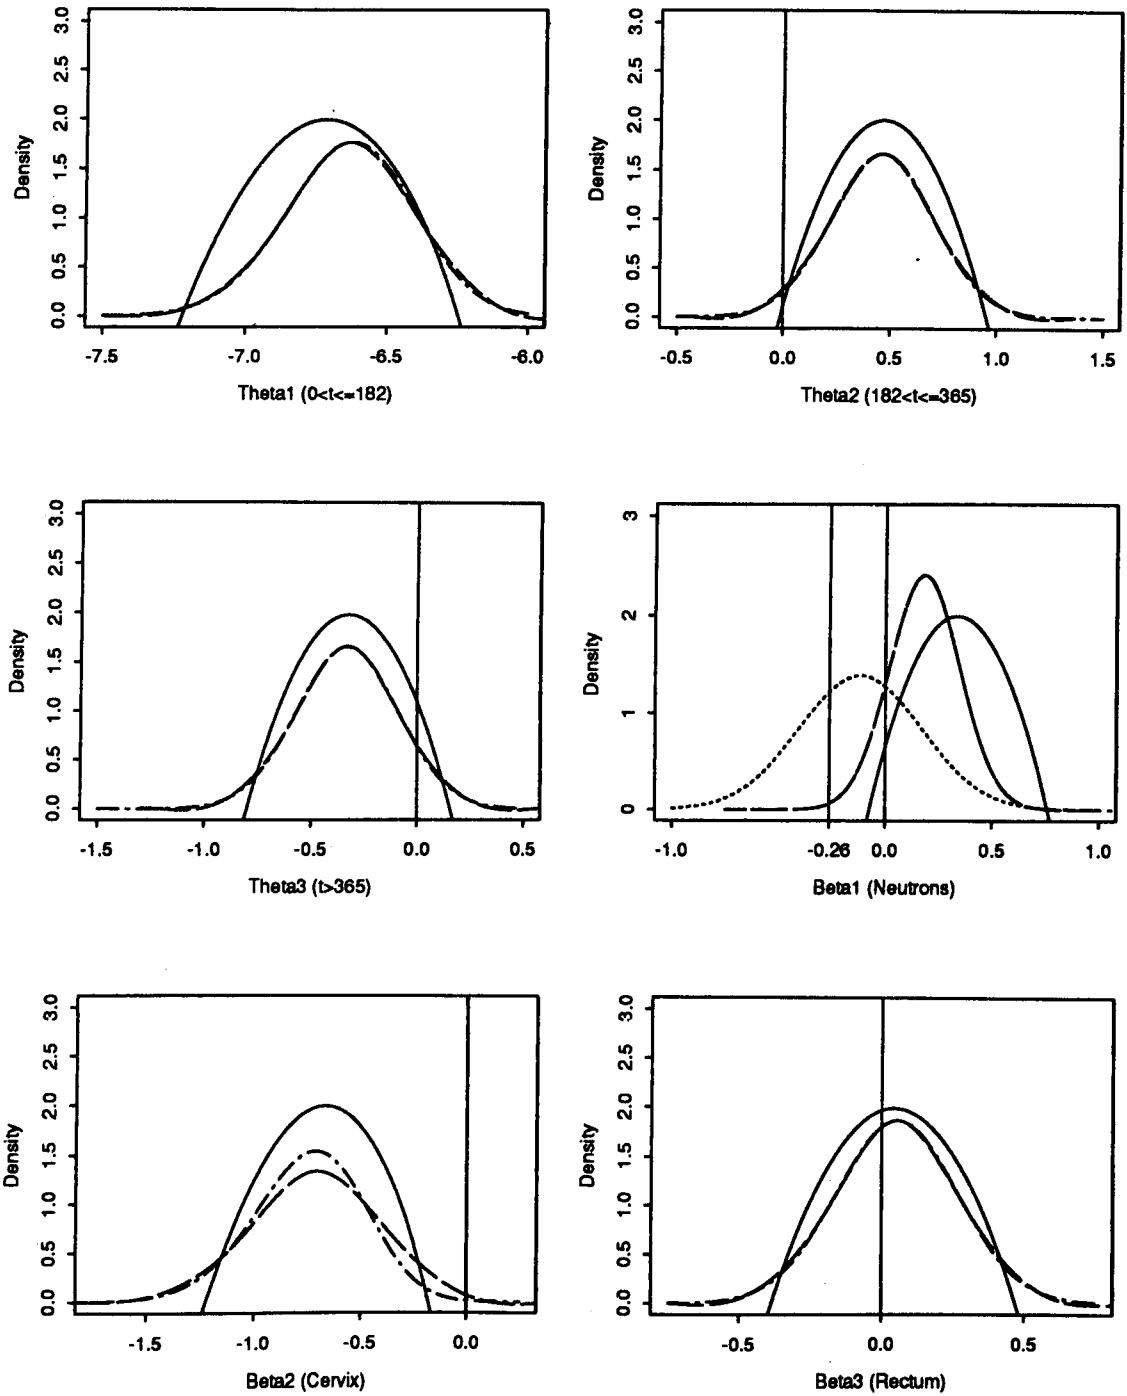 3.0
2.5
2.0
1.5
1.0
0.5
0.0
Density
-7.5 -7.0 -6.5 -6.0
Theta1 (0<t<=182)
3.0
2.5
2.0
1.5
1.0
0.5
0.0
Density
-0.5 0.0 0.5 1.0 1.5
Theta2 (182<t<=365)
3.0
2.5
2.0
1.5
1.0
0.5
0.0
Density
-1.5 -1.0 -0.5 0.0 0.5
Theta3 (t>365)
3
2
1
0
Density
-1.0 -0.26 0.0 0.5 1.0
Beta1 (Neutrons)
3.0
2.5
2.0
1.5
1.0
0.5
0.0
Density
-1.5 -1.0 -0.5 0.0
Beta2 (Cervix)
3.0
2.5
2.0
1.5
1.0
0.5
0.0
Density
-0.5 0.0 0.5
Beta3 (Rectum)